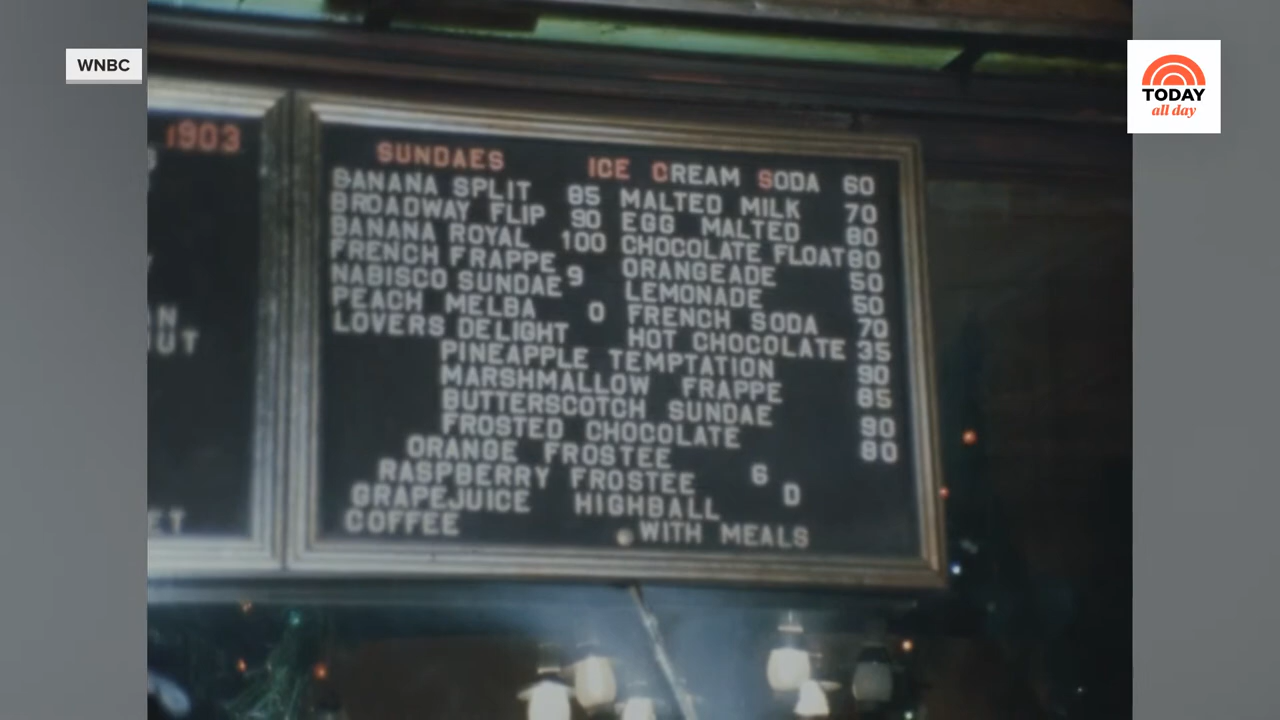 WNBC
TODAY
all day
1903
SUNDAES
BANANA SPLIT 85
BROADWAY FLIP 90
BANANA ROYAL 100
FRENCH FRAPPE
NABISCO SUNDAE 9
PEACH MELBA 0
LOVERS DELIGHT
ICE CREAM SODA 60
MALTED MILK 70
EGG MALTED 80
CHOCOLATE FLOAT 80
ORANGEADE 50
LEMONADE 50
FRENCH SODA 70
HOT CHOCOLATE 35
PINEAPPLE TEMPTATION 90
MARSHMALLOW FRAPPE 85
BUTTERSCOTCH SUNDAE 90
FROSTED CHOCOLATE 80
ORANGE FROSTEE
RASPBERRY FROSTEE 6
GRAPEJUICE HIGHBALL D
COFFEE WITH MEALS